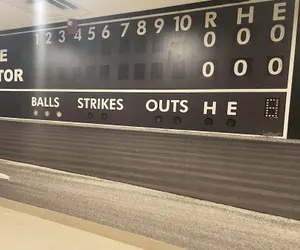 1 2 3 4 5 6 7 8 9 10 R H E
E 0 0 0
TOR 0 0 0
BALLS STRIKES OUTS H E